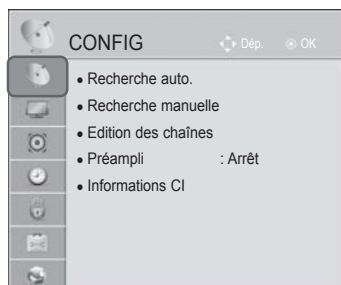 CONFIG Dép. OK
• Recherche auto.
• Recherche manuelle
• Edition des chaînes
• Préampli : Arrêt
• Informations CI